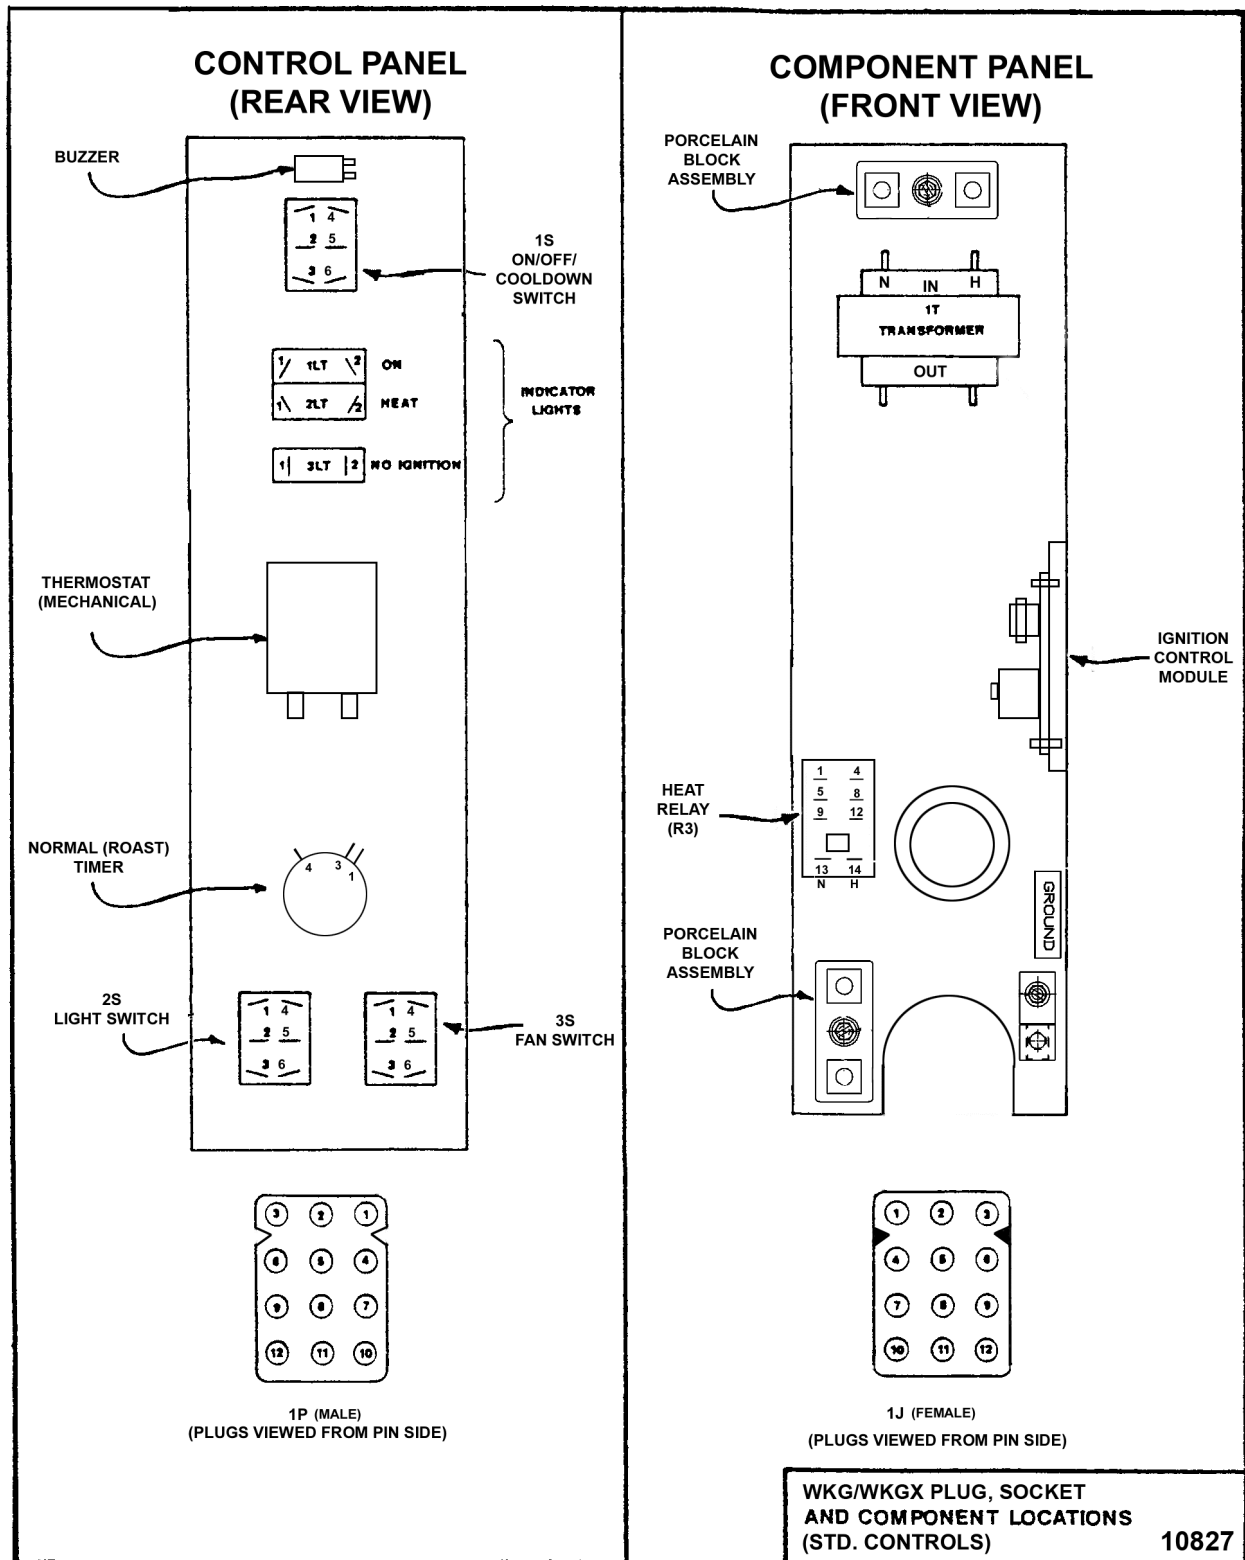 CONTROL PANEL
(REAR VIEW)
BUZZER
1 4
2 5
3 6
1S
ON/OFF/
COOLDOWN
SWITCH
1 1LT 2 ON
1 2LT 2 HEAT
1 3LT 2 NO IGNITION
INDICATOR
LIGHTS
THERMOSTAT
(MECHANICAL)
NORMAL (ROAST)
TIMER
4 3
1
2S
LIGHT SWITCH
1 4
2 5
3 6
1 4
2 5
3 6
3S
FAN SWITCH
3 2 1
6 5 4
9 8 7
12 11 10
1P (MALE)
(PLUGS VIEWED FROM PIN SIDE)
COMPONENT PANEL
(FRONT VIEW)
PORCELAIN
BLOCK
ASSEMBLY
N IN H
1T
TRANSFORMER
OUT
IGNITION
CONTROL
MODULE
HEAT
RELAY
(R3)
1 4
5 8
9 12
13 14
N H
GROUND
PORCELAIN
BLOCK
ASSEMBLY
1 2 3
4 5 6
7 8 9
10 11 12
1J (FEMALE)
(PLUGS VIEWED FROM PIN SIDE)
WKG/WKGX PLUG, SOCKET
AND COMPONENT LOCATIONS
(STD. CONTROLS) 10827